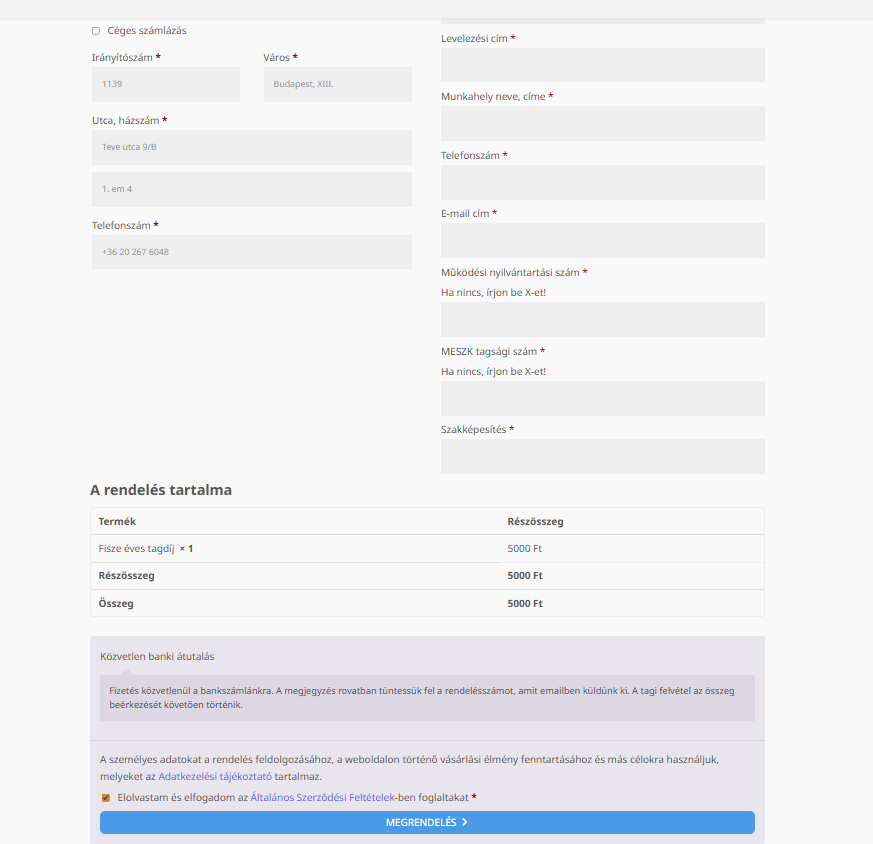 Céges számlázás
Irányítószám *
Város *
1139
Budapest, XIII.
Utca, házszám *
Teve utca 9/B
1. em 4
Telefonszám *
+36 20 267 6048
Levelezési cím *
Munkahely neve, címe *
Telefonszám *
E-mail cím *
Működési nyilvántartási szám *
Ha nincs, írjon be X-et!
MESZK tagsági szám *
Ha nincs, írjon be X-et!
Szakképesítés *
A rendelés tartalma
Termék Részösszeg
Fisze éves tagdíj × 1 5000 Ft
Részösszeg 5000 Ft
Összeg 5000 Ft
Közvetlen banki átutalás
Fizetés közvetlenül a bankszámlánkra. A megjegyzés rovatban tüntessük fel a rendelésszámot, amit emailben küldünk ki. A tagi felvétel az összeg
beérkezését követően történik.
A személyes adatokat a rendelés feldolgozásához, a weboldalon történő vásárlási élmény fenntartásához és más célokra használjuk,
melyeket az Adatkezelési tájékoztató tartalmaz.
Elolvastam és elfogadom az Általános Szerződési Feltételek-ben foglaltakat *
MEGRENDELÉS